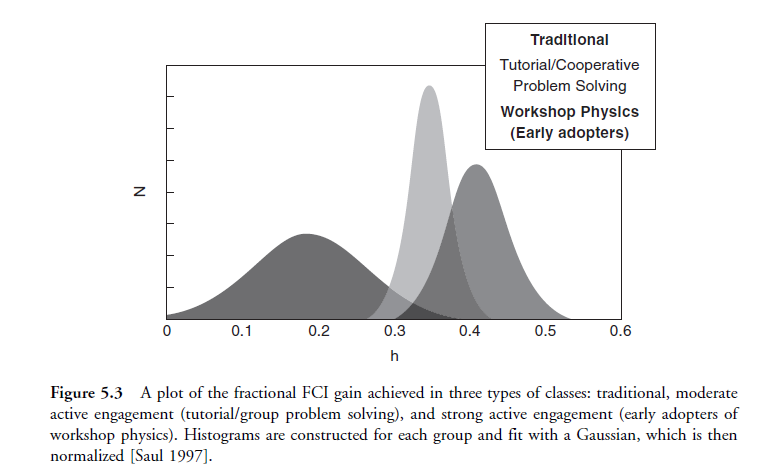 Traditional
Tutorial/Cooperative
Problem Solving
Workshop Physics
(Early adopters)
N
0 0.1 0.2 0.3 0.4 0.5 0.6
h
Figure 5.3 A plot of the fractional FCI gain achieved in three types of classes: traditional, moderate
active engagement (tutorial/group problem solving), and strong active engagement (early adopters of
workshop physics). Histograms are constructed for each group and fit with a Gaussian, which is then
normalized [Saul 1997].